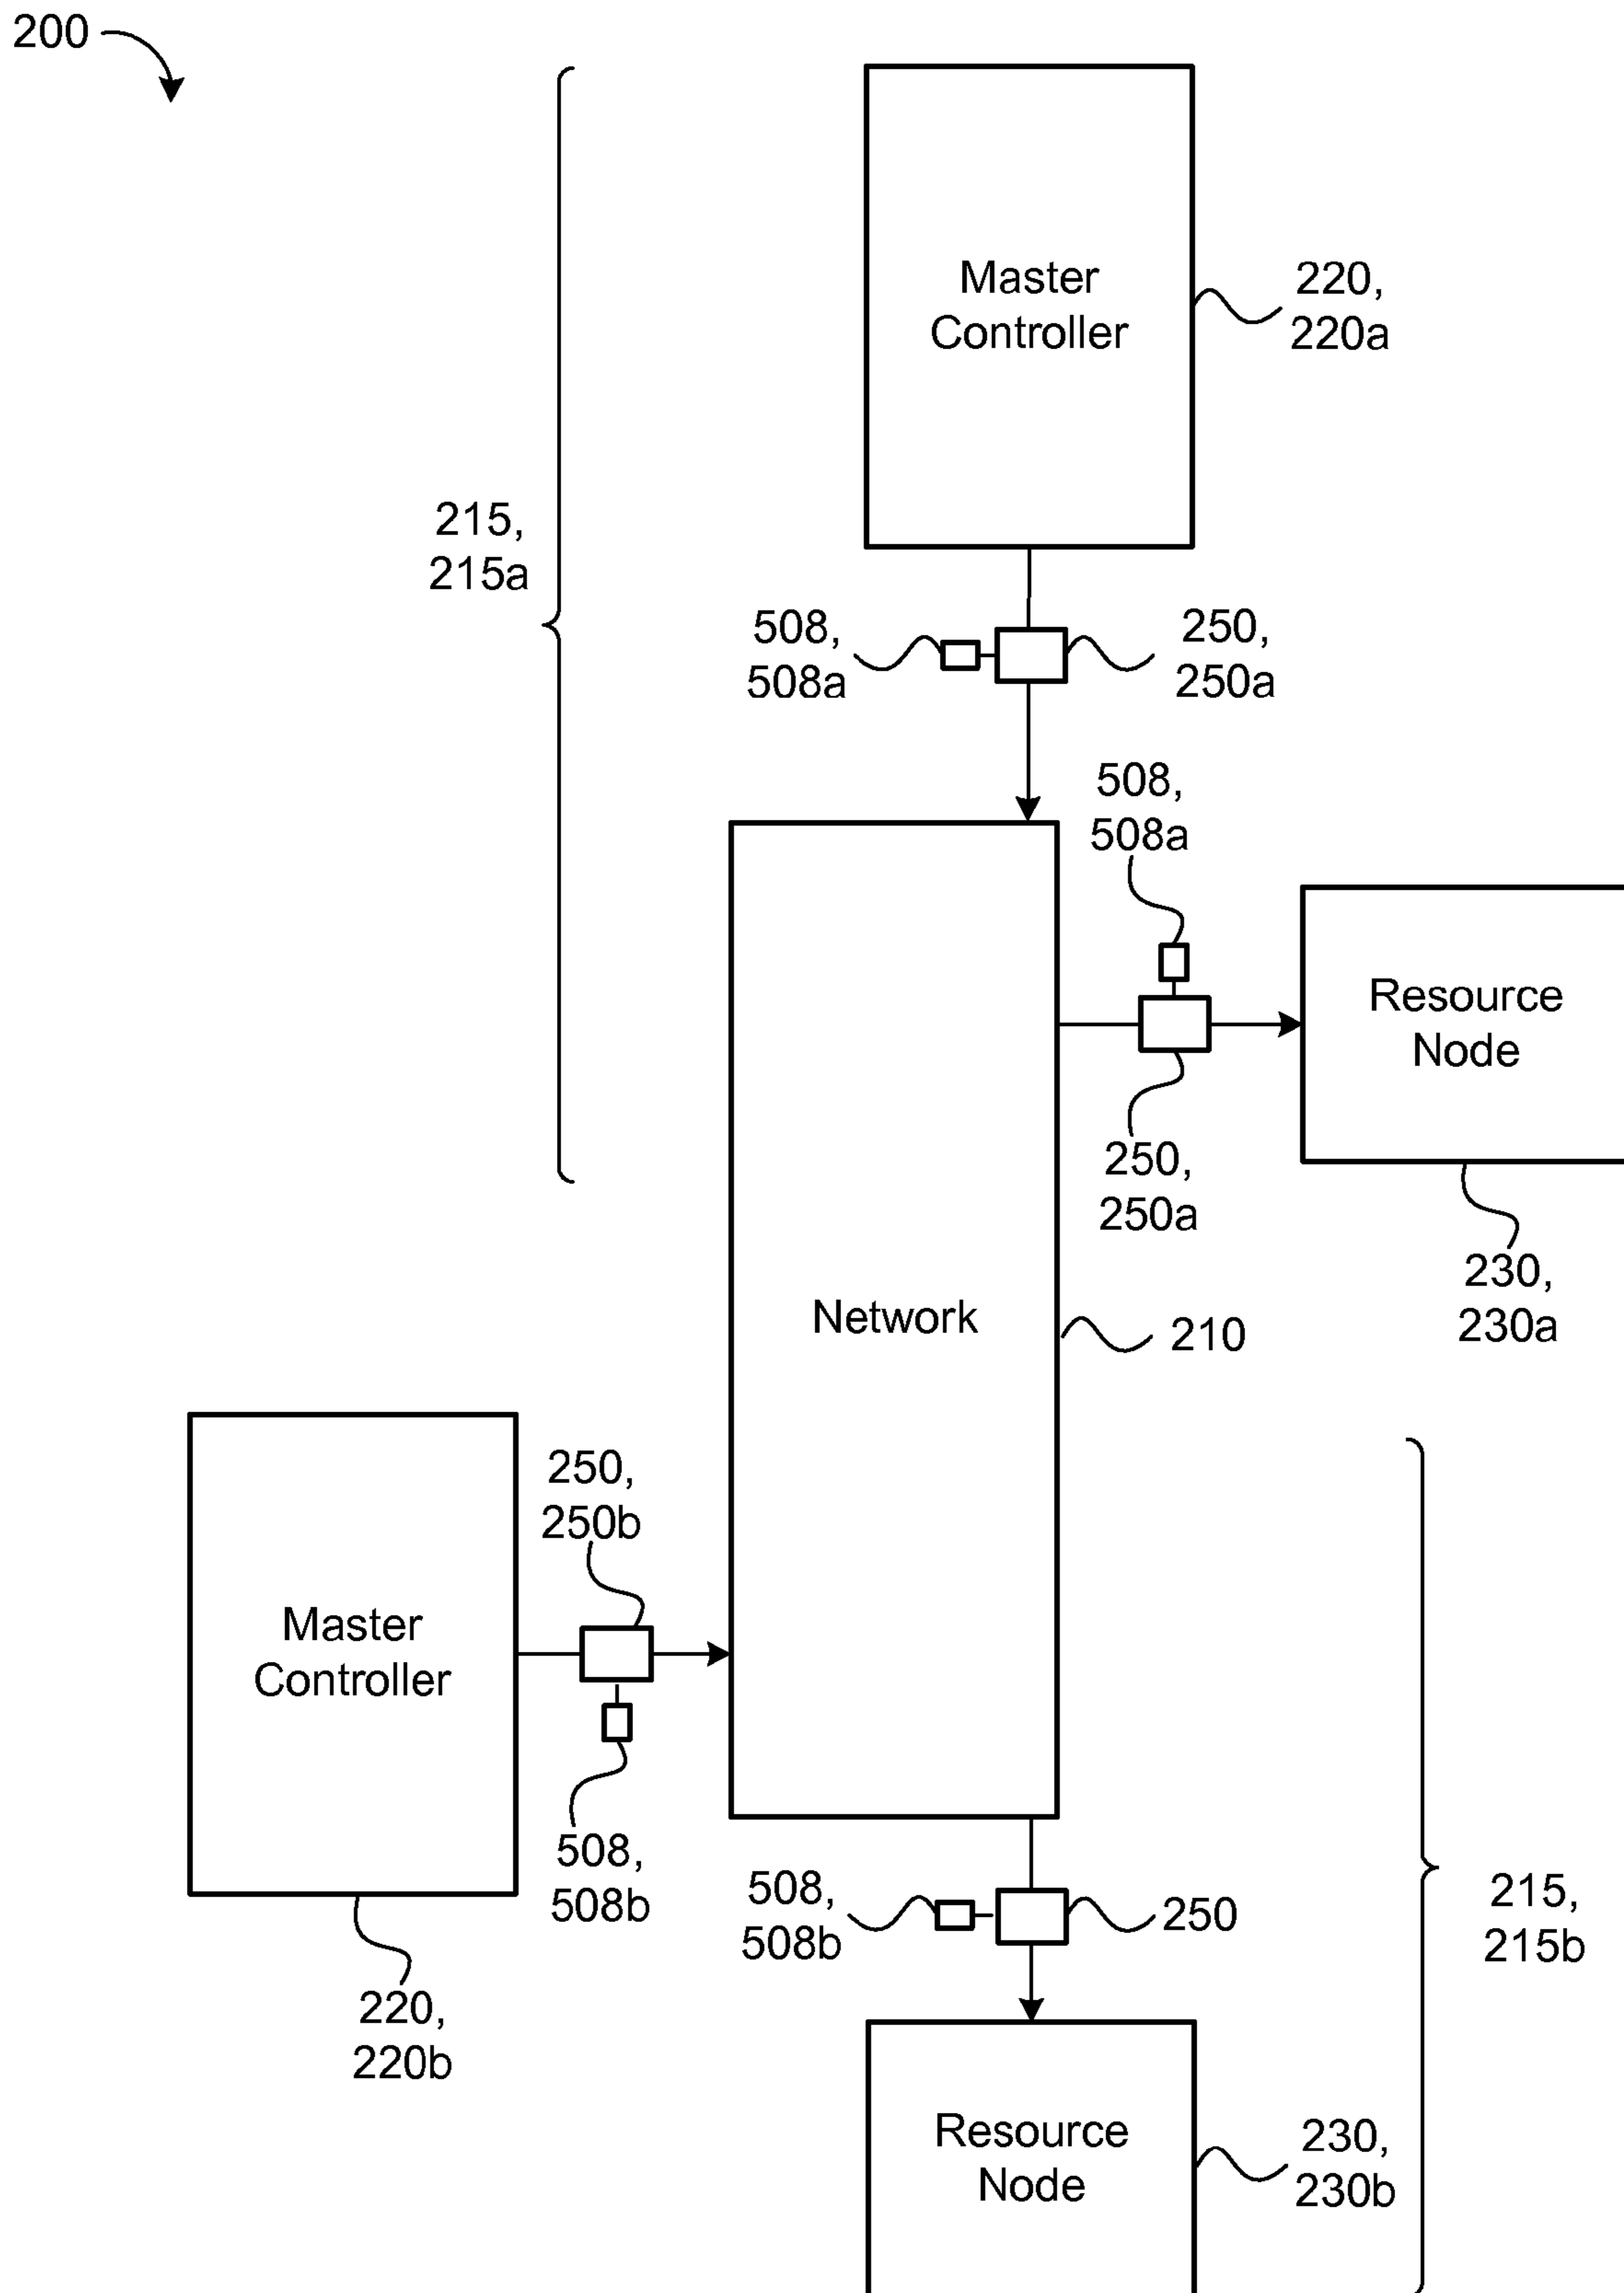 200
Master
Controller
220,
220a
215,
215a
508,
508a
250,
250a
508,
508a
Resource
Node
250,
250a
230,
230a
Network
210
250,
250b
Master
Controller
508,
508b
508,
508b
250
215,
215b
220,
220b
Resource
Node
230,
230b